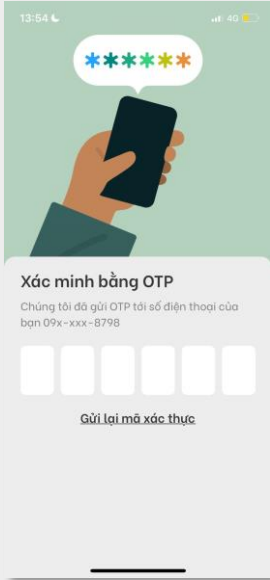 13:54
4G
******
Xác minh bằng OTP
Chúng tôi đã gửi OTP tới số điện thoại của
bạn 09x-xxx-8798
Gửi lại mã xác thực